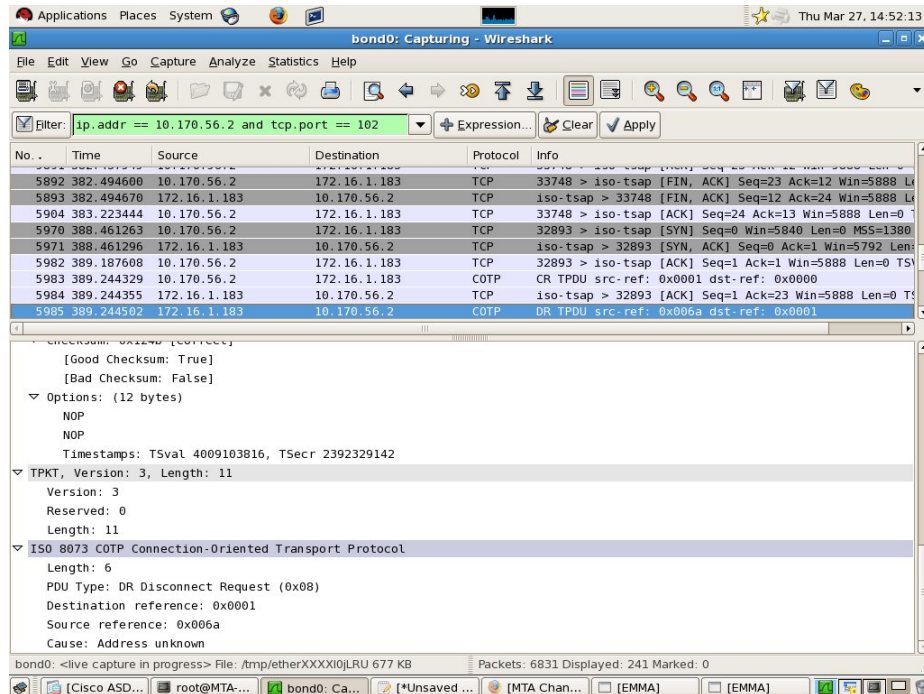 Applications Places System Thu Mar 27, 14:52:13
bond0: Capturing - Wireshark
File Edit View Go Capture Analyze Statistics Help
Filter: ip.addr == 10.170.56.2 and tcp.port == 102 Expression... Clear Apply
No. . Time Source Destination Protocol Info
5892 382.494600 10.170.56.2 172.16.1.183 TCP 33748 > iso-tsap [FIN, ACK] Seq=23 Ack=12 Win=5888 Le
5893 382.494670 172.16.1.183 10.170.56.2 TCP iso-tsap > 33748 [FIN, ACK] Seq=12 Ack=24 Win=5888 Le
5904 383.223444 10.170.56.2 172.16.1.183 TCP 33748 > iso-tsap [ACK] Seq=24 Ack=13 Win=5888 Len=0 T
5970 388.461263 10.170.56.2 172.16.1.183 TCP 32893 > iso-tsap [SYN] Seq=0 Win=5840 Len=0 MSS=1380
5971 388.461296 172.16.1.183 10.170.56.2 TCP iso-tsap > 32893 [SYN, ACK] Seq=0 Ack=1 Win=5792 Len=
5982 389.187608 10.170.56.2 172.16.1.183 TCP 32893 > iso-tsap [ACK] Seq=1 Ack=1 Win=5888 Len=0 TSV
5983 389.244329 10.170.56.2 172.16.1.183 COTP CR TPDU src-ref: 0x0001 dst-ref: 0x0000
5984 389.244355 172.16.1.183 10.170.56.2 TCP iso-tsap > 32893 [ACK] Seq=1 Ack=23 Win=5888 Len=0 TS
5985 389.244502 172.16.1.183 10.170.56.2 COTP DR TPDU src-ref: 0x006a dst-ref: 0x0001
[Good Checksum: True]
[Bad Checksum: False]
Options: (12 bytes)
NOP
NOP
Timestamps: TSval 4009103816, TSecr 2392329142
TPKT, Version: 3, Length: 11
Version: 3
Reserved: 0
Length: 11
ISO 8073 COTP Connection-Oriented Transport Protocol
Length: 6
PDU Type: DR Disconnect Request (0x08)
Destination reference: 0x0001
Source reference: 0x006a
Cause: Address unknown
bond0: <live capture in progress> File: /tmp/etherXXXXI0jLRU 677 KB Packets: 6831 Displayed: 241 Marked: 0
[Cisco ASD... root@MTA-... bond0: Ca... [*Unsaved ... [MTA Chan... [EMMA] [EMMA]